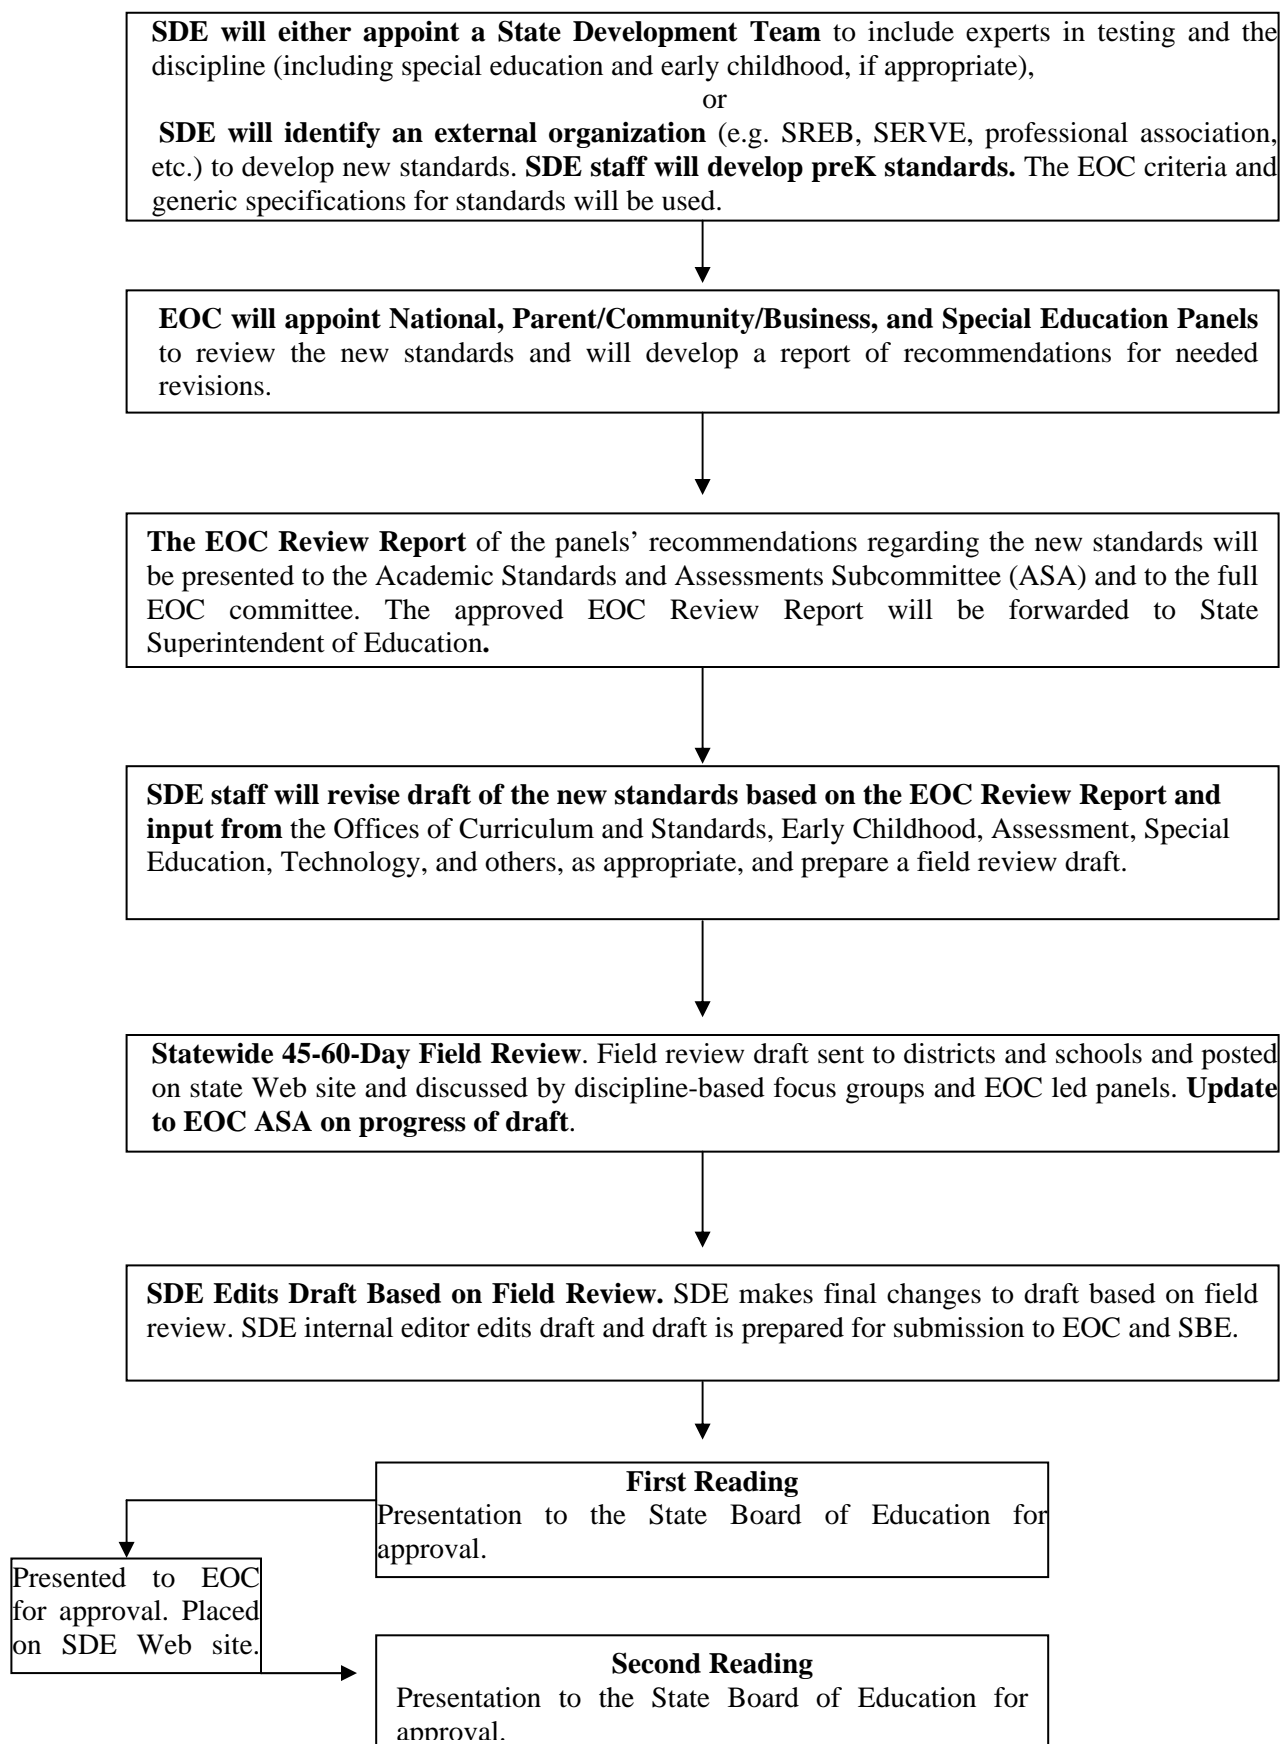 SDE will either appoint a State Development Team to include experts in testing and the
discipline (including special education and early childhood, if appropriate),
or
SDE will identify an external organization (e.g. SREB, SERVE, professional association,
etc.) to develop new standards. SDE staff will develop preK standards. The EOC criteria and
generic specifications for standards will be used.
EOC will appoint National, Parent/Community/Business, and Special Education Panels
to review the new standards and will develop a report of recommendations for needed
revisions.
The EOC Review Report of the panels’ recommendations regarding the new standards will
be presented to the Academic Standards and Assessments Subcommittee (ASA) and to the full
EOC committee. The approved EOC Review Report will be forwarded to State
Superintendent of Education.
SDE staff will revise draft of the new standards based on the EOC Review Report and
input from the Offices of Curriculum and Standards, Early Childhood, Assessment, Special
Education, Technology, and others, as appropriate, and prepare a field review draft.
Statewide 45-60-Day Field Review. Field review draft sent to districts and schools and posted
on state Web site and discussed by discipline-based focus groups and EOC led panels. Update
to EOC ASA on progress of draft.
SDE Edits Draft Based on Field Review. SDE makes final changes to draft based on field
review. SDE internal editor edits draft and draft is prepared for submission to EOC and SBE.
First Reading
Presentation to the State Board of Education for
approval.
Presented to EOC
for approval. Placed
on SDE Web site.
Second Reading
Presentation to the State Board of Education for
approval.